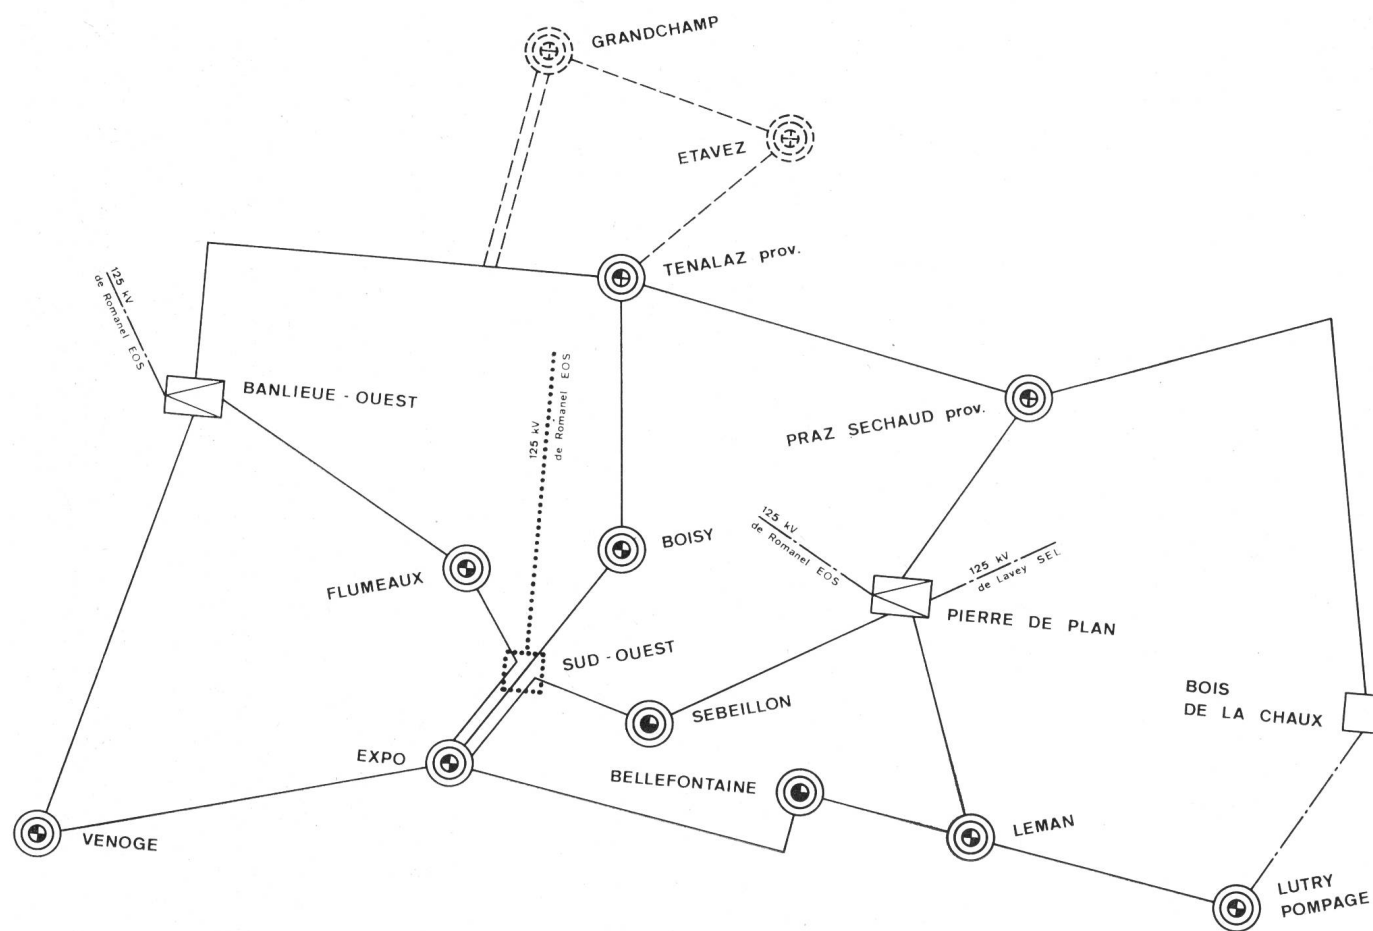 GRANDCHAMP
ETAVEZ
TENALAZ prov.
125 kV
de Romanel EOS
BANLIEUE - OUEST
125 kV
de Romanel EOS
PRAZ SECHAUD prov.
BOISY
FLUMEAUX
125 kV
de Romanel EOS
125 kV
de Lavey SEL
PIERRE DE PLAN
SUD - OUEST
SEBEILLON
BOIS
DE LA CHAUX
EXPO
BELLEFONTAINE
LEMAN
VENOGE
LUTRY
POMPAGE